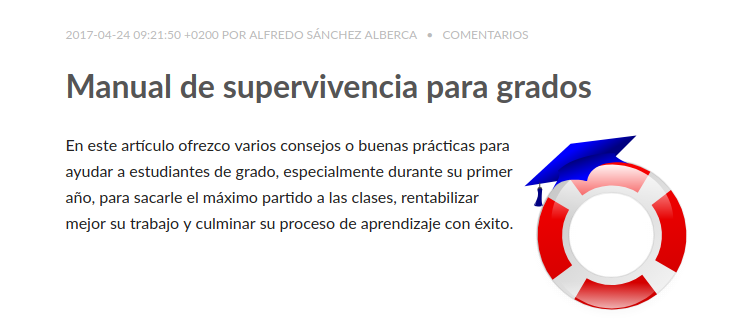 2017-04-24 09:21:50 +0200 POR ALFREDO SÁNCHEZ ALBERCA • COMENTARIOS
Manual de supervivencia para grados
En este artículo ofrezco varios consejos o buenas prácticas para
ayudar a estudiantes de grado, especialmente durante su primer
año, para sacarle el máximo partido a las clases, rentabilizar
mejor su trabajo y culminar su proceso de aprendizaje con éxito.